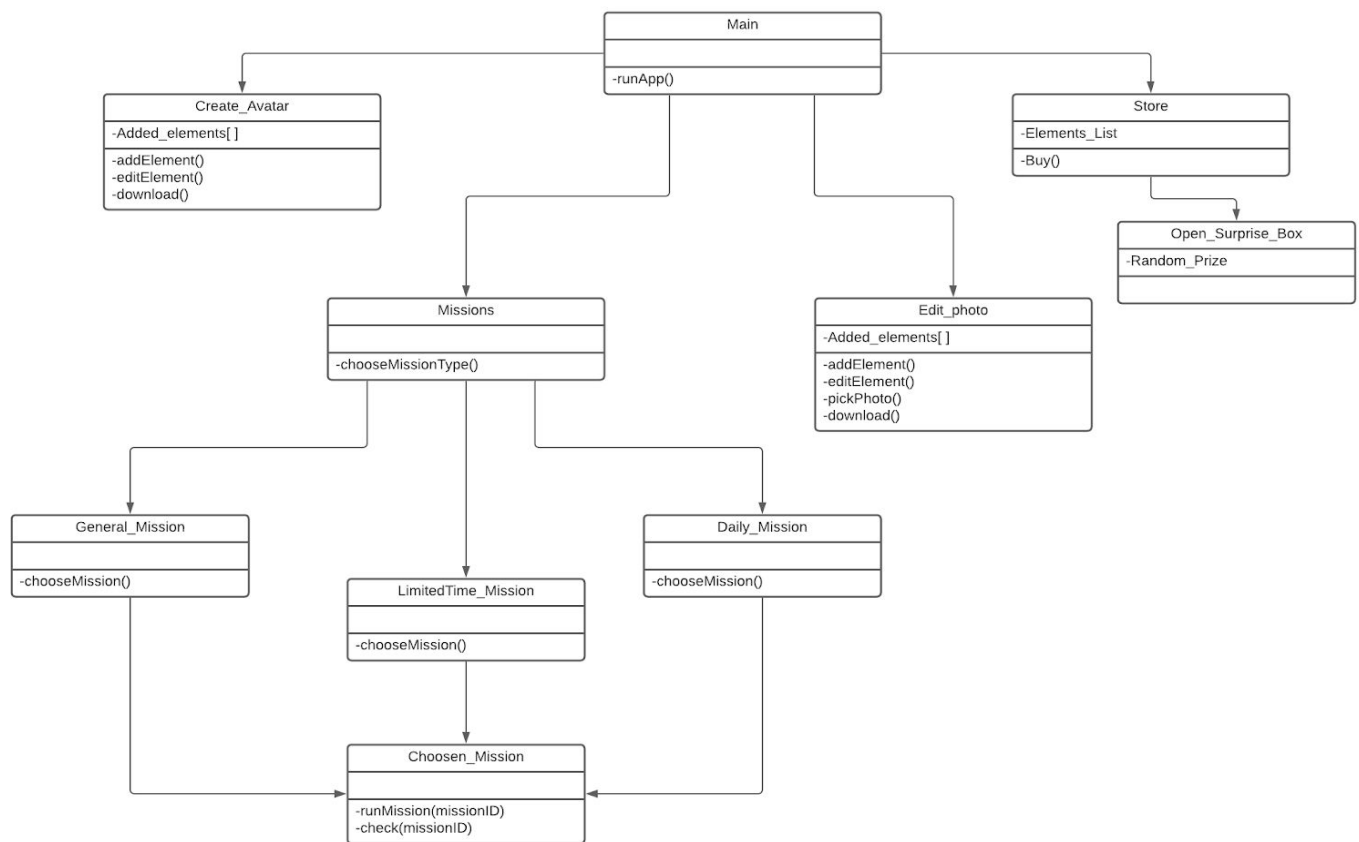 Main
-runApp()
Create_Avatar
-Added_elements[ ]
-addElement()
-editElement()
-download()
Store
-Elements_List
-Buy()
Open_Surprise_Box
-Random_Prize
Missions
-chooseMissionType()
Edit_photo
-Added_elements[ ]
-addElement()
-editElement()
-pickPhoto()
-download()
General_Mission
-chooseMission()
LimitedTime_Mission
-chooseMission()
Daily_Mission
-chooseMission()
Choosen_Mission
-runMission(missionID)
-check(missionID)